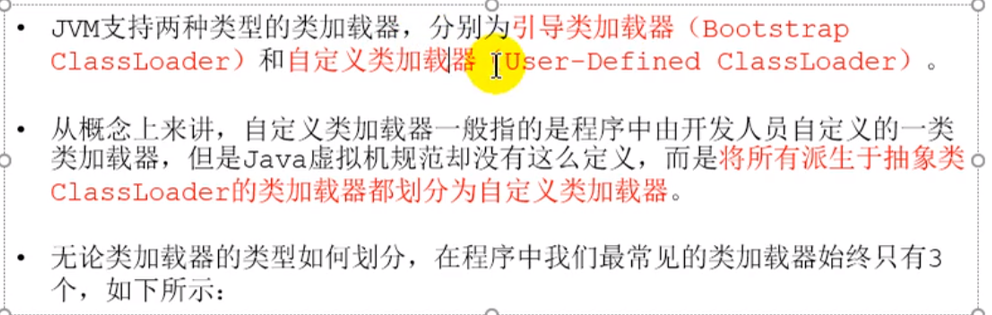 • JVM支持两种类型的类加载器，分别为引导类加载器（Bootstrap
ClassLoader）和自定义类加载器（User-Defined ClassLoader）。
• 从概念上来讲，自定义类加载器一般指的是程序中由开发人员自定义的一类
类加载器，但是Java虚拟机规范却没有这么定义，而是将所有派生于抽象类
ClassLoader的类加载器都划分为自定义类加载器。
• 无论类加载器的类型如何划分，在程序中我们最常见的类加载器始终只有3
个，如下所示：